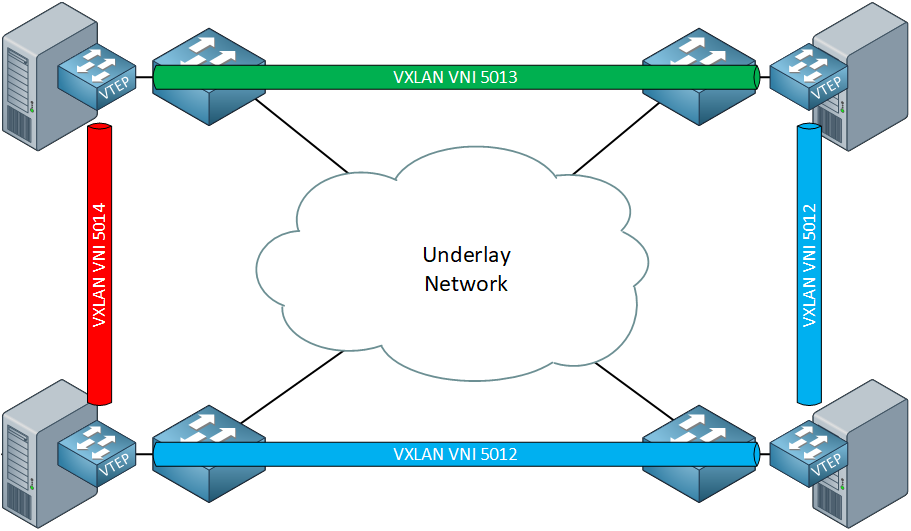 VTEP
VXLAN VNI 5013
VTEP
VXLAN VNI 5014
Underlay
Network
VXLAN VNI 5012
VTEP
VXLAN VNI 5012
VTEP